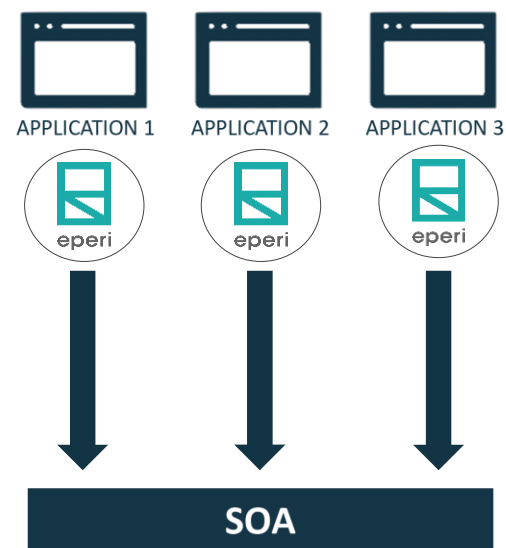 APPLICATION 1
APPLICATION 2
APPLICATION 3
eperi
eperi
eperi
SOA